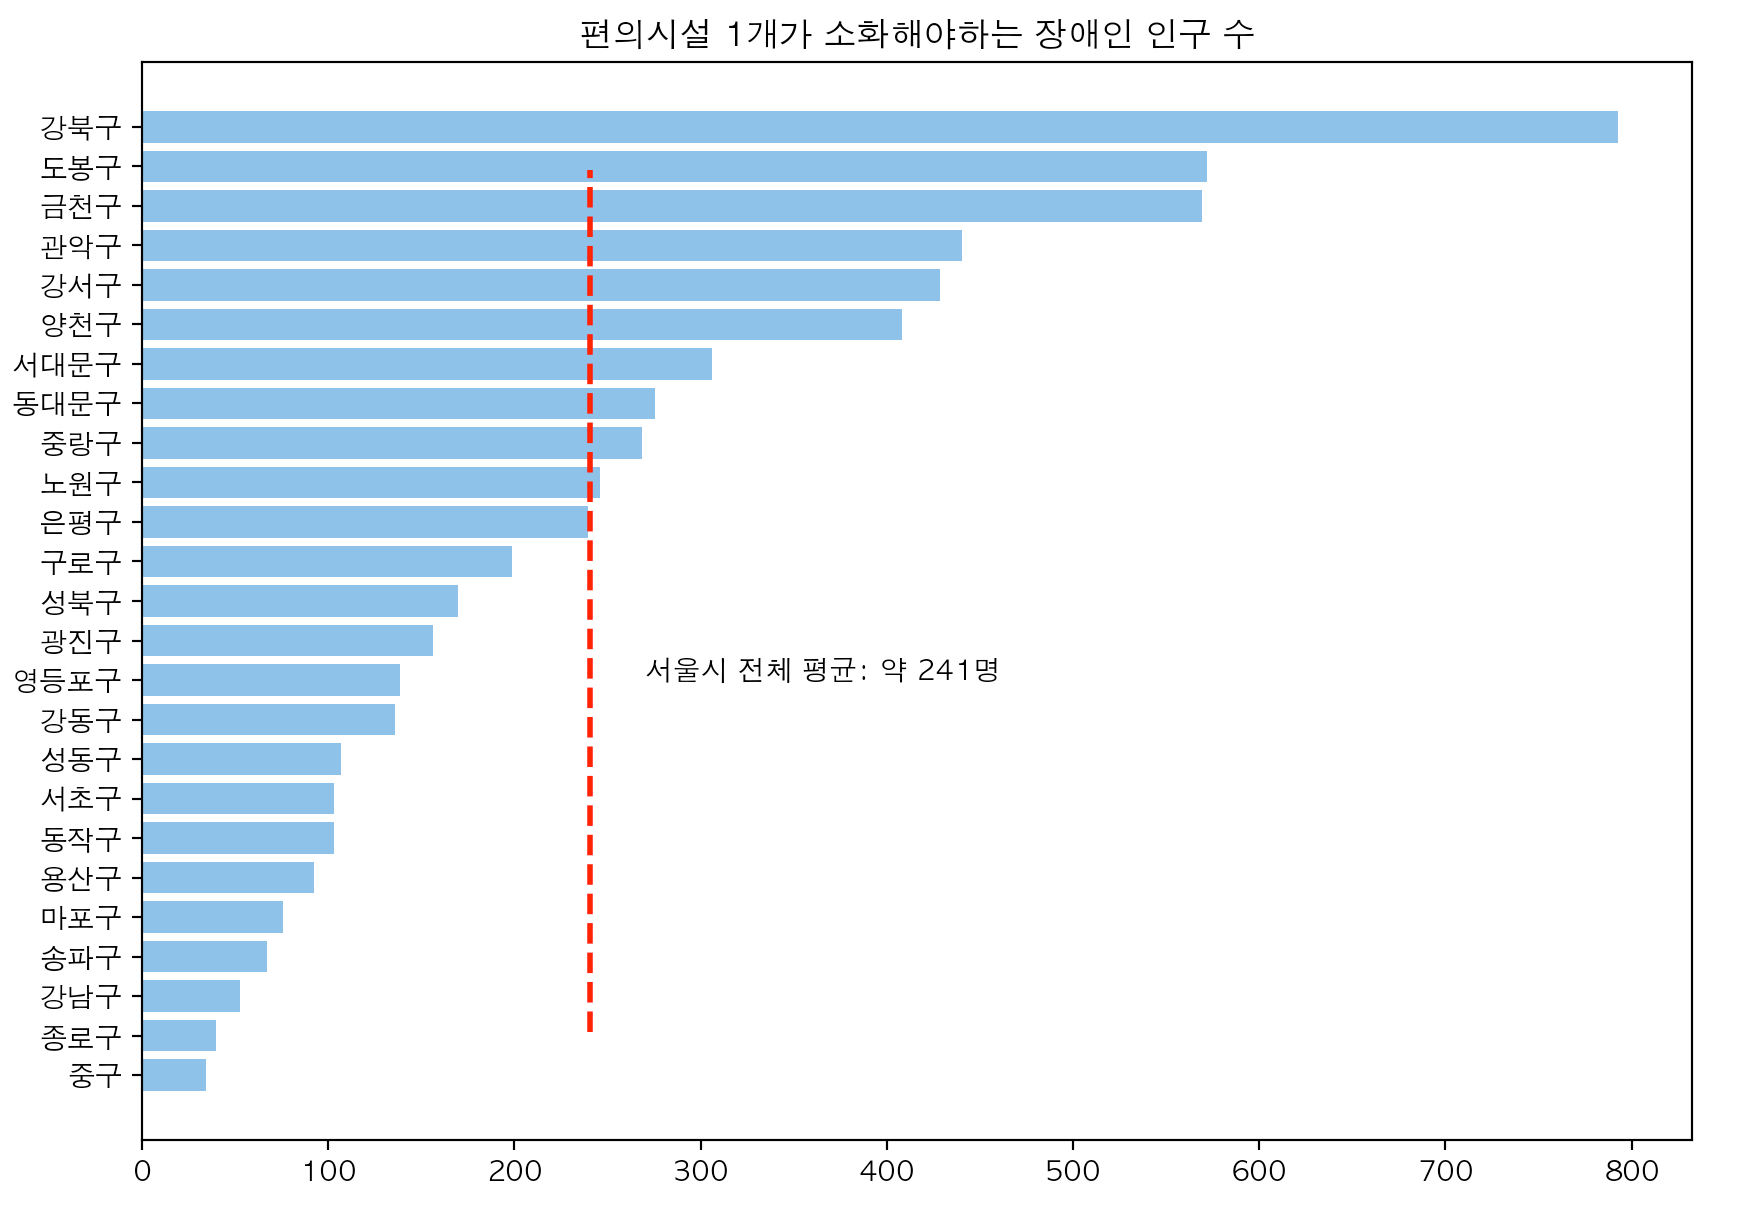 편의시설 1개가 소화해야하는 장애인 인구 수
강북구
도봉구
금천구
관악구
강서구
양천구
서대문구
동대문구
중랑구
노원구
은평구
구로구
성북구
광진구
영등포구
서울시 전체 평균: 약 241명
강동구
성동구
서초구
동작구
용산구
마포구
송파구
강남구
종로구
중구
0 100 200 300 400 500 600 700 800